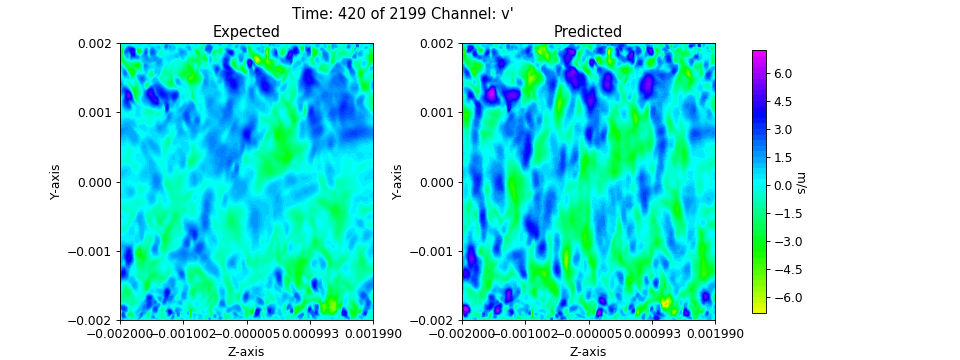 Time: 420 of 2199 Channel: v'
Expected
Predicted
0.002
0.001
0.000
−0.001
−0.002
Y-axis
−0.002000 −0.001002 −0.000005 0.000993 0.001990
Z-axis
0.002
0.001
0.000
−0.001
−0.002
Y-axis
−0.002000 −0.001002 −0.000005 0.000993 0.001990
Z-axis
6.0
4.5
3.0
1.5
0.0
−1.5
−3.0
−4.5
−6.0
m/s